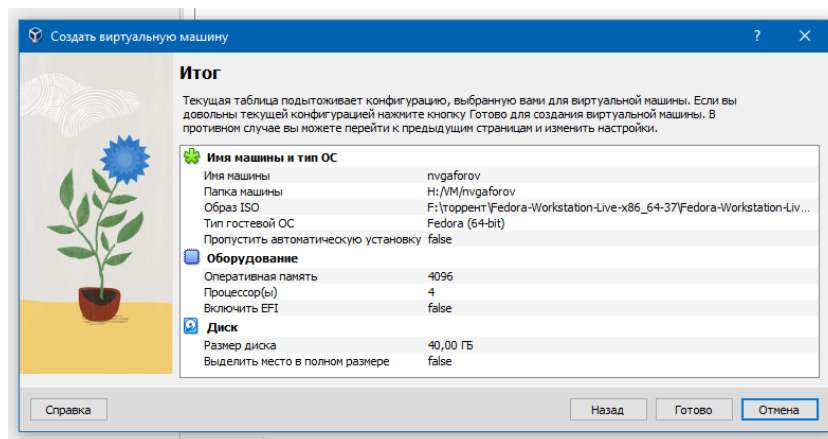 Создать виртуальную машину
?
Итог
Текущая таблица подытоживает конфигурацию, выбранную вами для виртуальной машины. Если вы
довольны текущей конфигурацией нажмите кнопку Готово для создания виртуальной машины. В
противном случае вы можете перейти к предыдущим страницам и изменить настройки.
Имя машины и тип ОС
Имя машины nvgaforov
Папка машины H:/VM/nvgaforov
Образ ISO F:\торрент\Fedora-Workstation-Live-x86_64-37\Fedora-Workstation-Liv...
Тип гостевой ОС Fedora (64-bit)
Пропустить автоматическую установку false
Оборудование
Оперативная память 4096
Процессор(ы) 4
Включить EFI false
Диск
Размер диска 40,00 ГБ
Выделить место в полном размере false
Справка Назад Готово Отмена